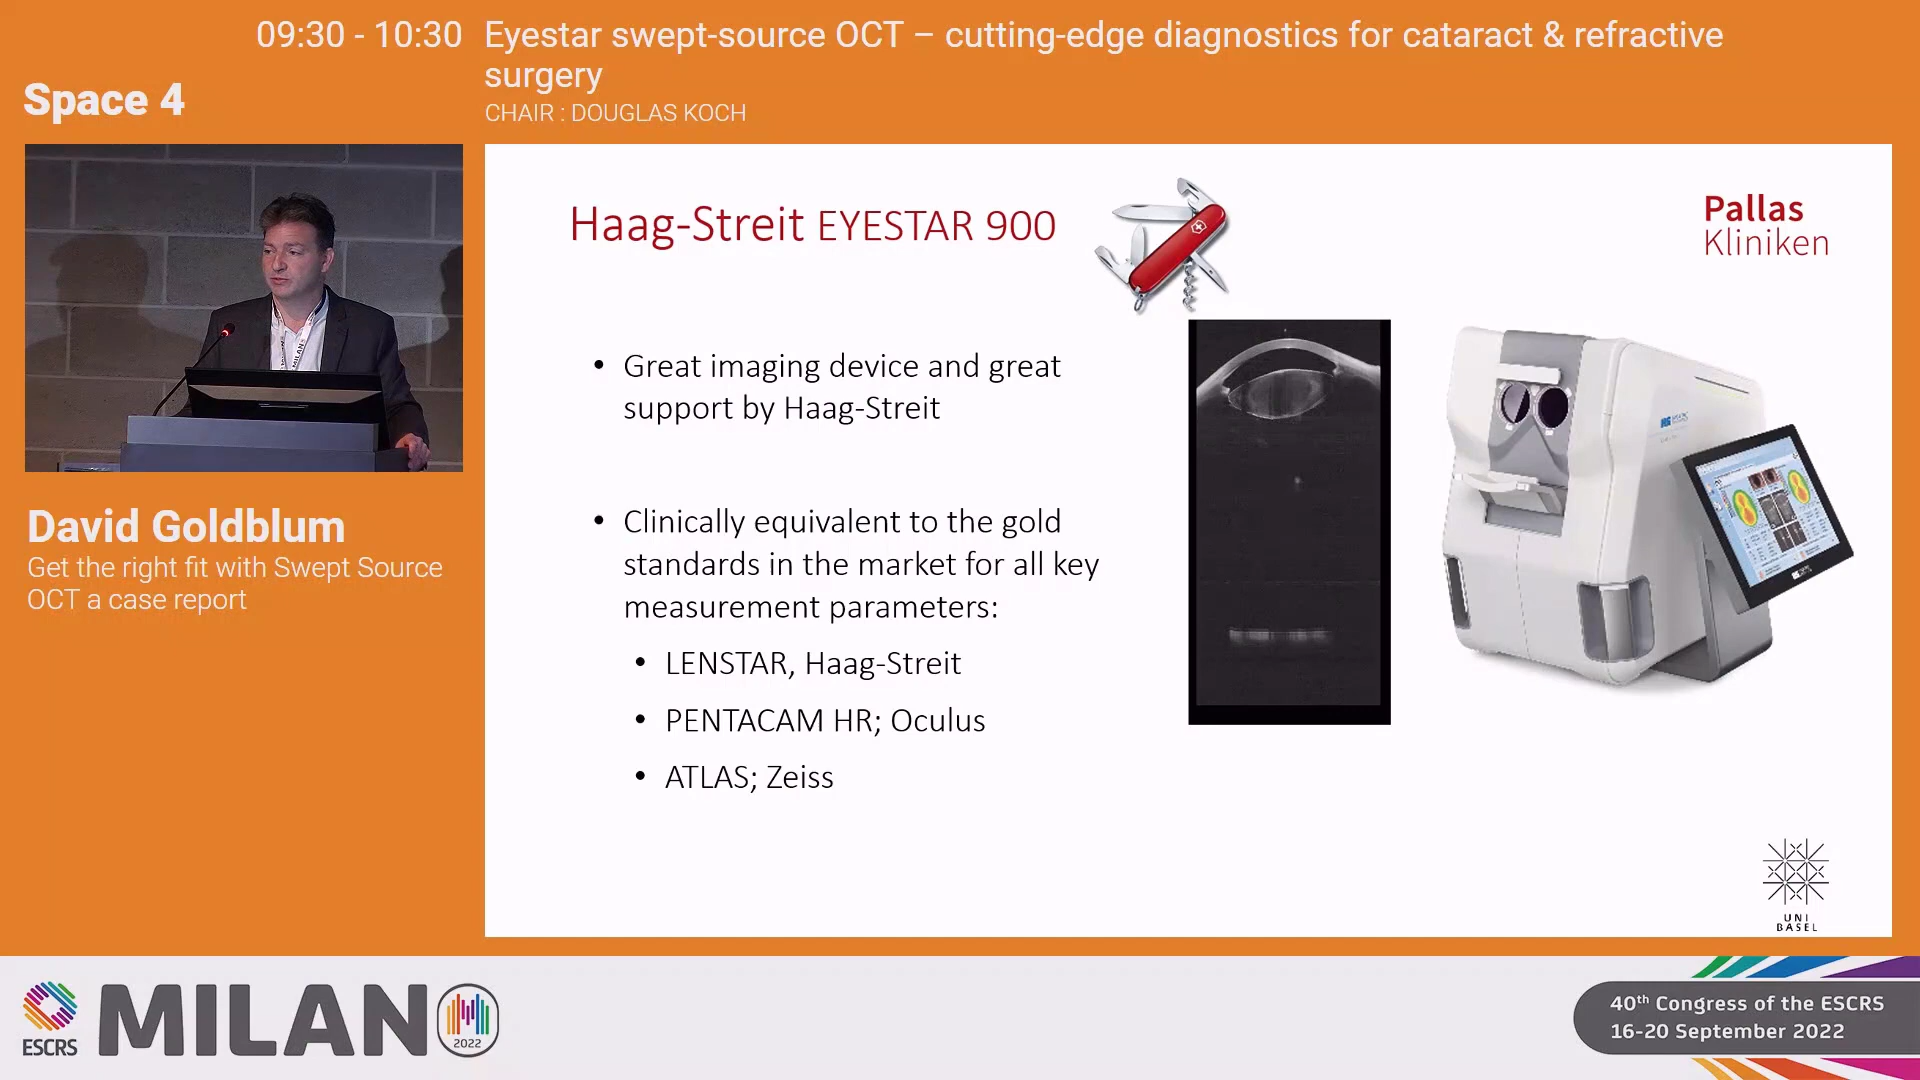 09:30 - 10:30
Eyestar swept-source OCT – cutting-edge diagnostics for cataract & refractive
surgery
CHAIR : DOUGLAS KOCH
Space 4
David Goldblum
Get the right fit with Swept Source
OCT a case report
Haag-Streit EYESTAR 900
Pallas
Kliniken
• Great imaging device and great
support by Haag-Streit
• Clinically equivalent to the gold
standards in the market for all key
measurement parameters:
• LENSTAR, Haag-Streit
• PENTACAM HR; Oculus
• ATLAS; Zeiss
UNI
BASEL
ESCRS
MILANO
2022
40th Congress of the ESCRS
16-20 September 2022